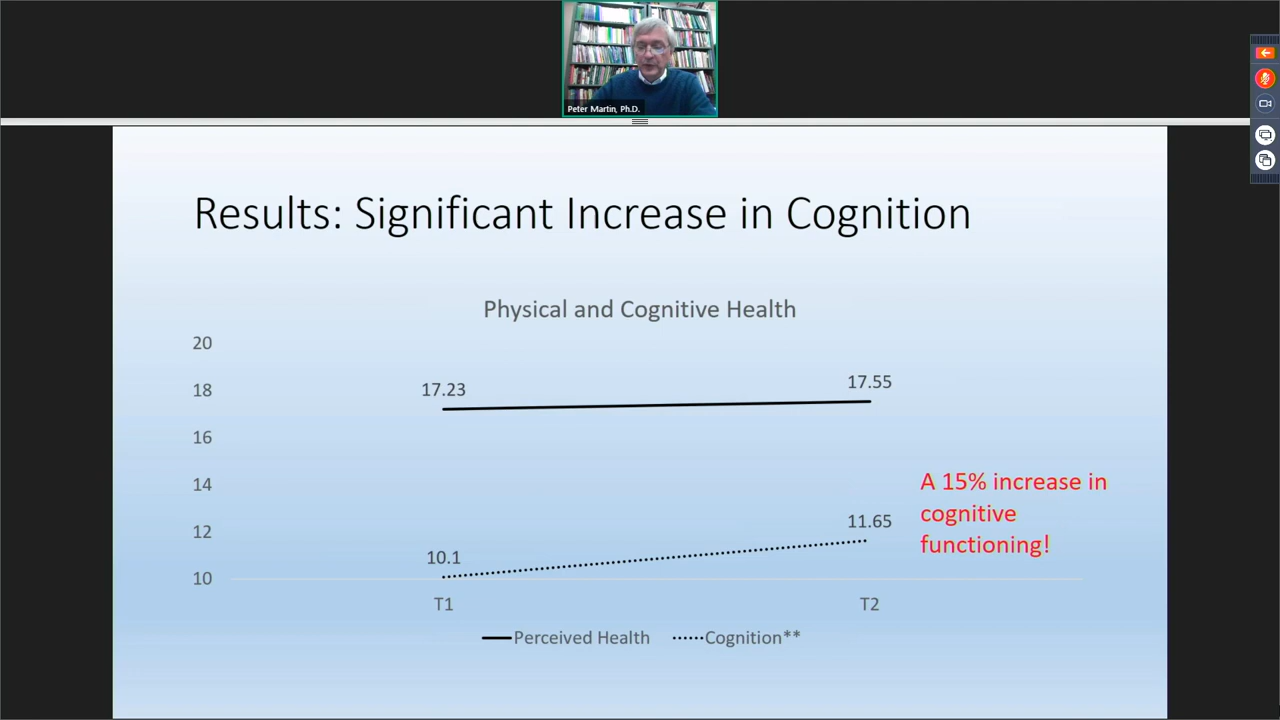 Peter Martin, Ph.D.
Results: Significant Increase in Cognition
Physical and Cognitive Health
20
18
16
14
12
10
17.23
17.55
10.1
11.65
A 15% increase in
cognitive
functioning!
T1
T2
Perceived Health
Cognition**